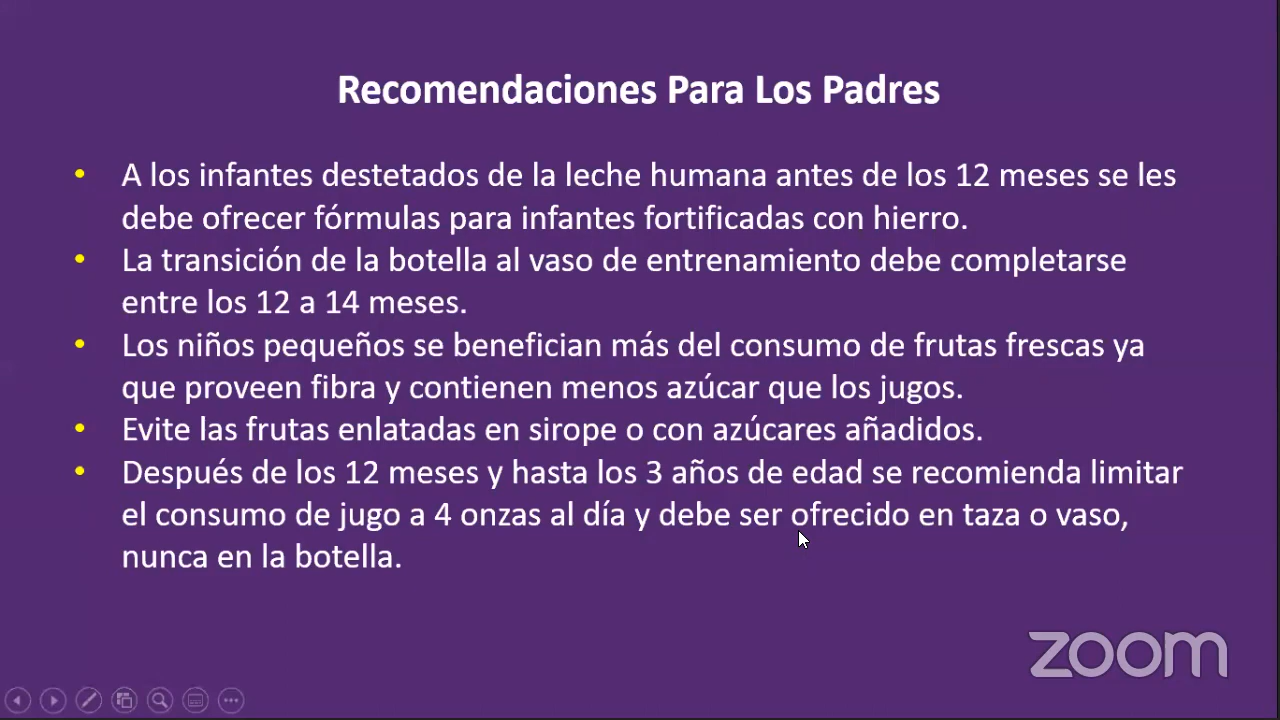 Recomendaciones Para Los Padres
• A los infantes destetados de la leche humana antes de los 12 meses se les
debe ofrecer fórmulas para infantes fortificadas con hierro.
• La transición de la botella al vaso de entrenamiento debe completarse
entre los 12 a 14 meses.
• Los niños pequeños se benefician más del consumo de frutas frescas ya
que proveen fibra y contienen menos azúcar que los jugos.
• Evite las frutas enlatadas en sirope o con azúcares añadidos.
• Después de los 12 meses y hasta los 3 años de edad se recomienda limitar
el consumo de jugo a 4 onzas al día y debe ser ofrecido en taza o vaso,
nunca en la botella.
zoom